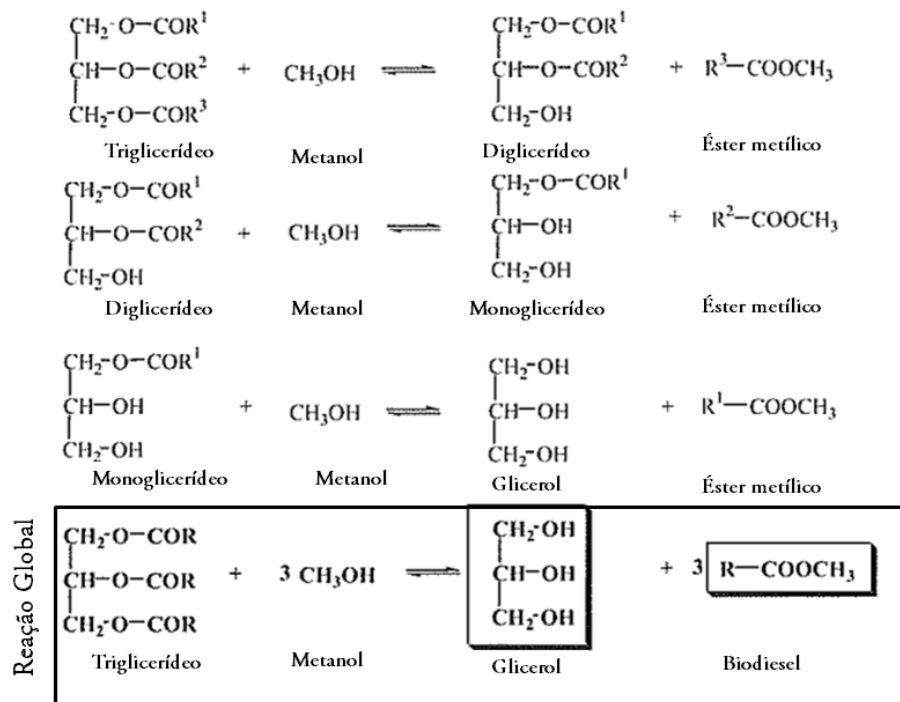 CH₂-O-COR¹ CH₂-O-COR¹
CH-O-COR² + CH₃OH ⇌ CH-O-COR² + R³-COOCH₃
CH₂-O-COR³ CH₂-OH
Triglicerídeo Metanol Diglicerídeo Éster metílico
CH₂-O-COR¹ CH₂-O-COR¹
CH-O-COR² + CH₃OH ⇌ CH-OH + R²-COOCH₃
CH₂-OH CH₂-OH
Diglicerídeo Metanol Monoglicerídeo Éster metílico
CH₂-O-COR¹ CH₂-OH
CH-OH + CH₃OH ⇌ CH-OH + R¹-COOCH₃
CH₂-OH CH₂-OH
Monoglicerídeo Metanol Glicerol Éster metílico
Reação Global
CH₂-O-COR CH₂-OH
CH-O-COR + 3 CH₃OH ⇌ CH-OH + 3 R-COOCH₃
CH₂-O-COR CH₂-OH
Triglicerídeo Metanol Glicerol Biodiesel